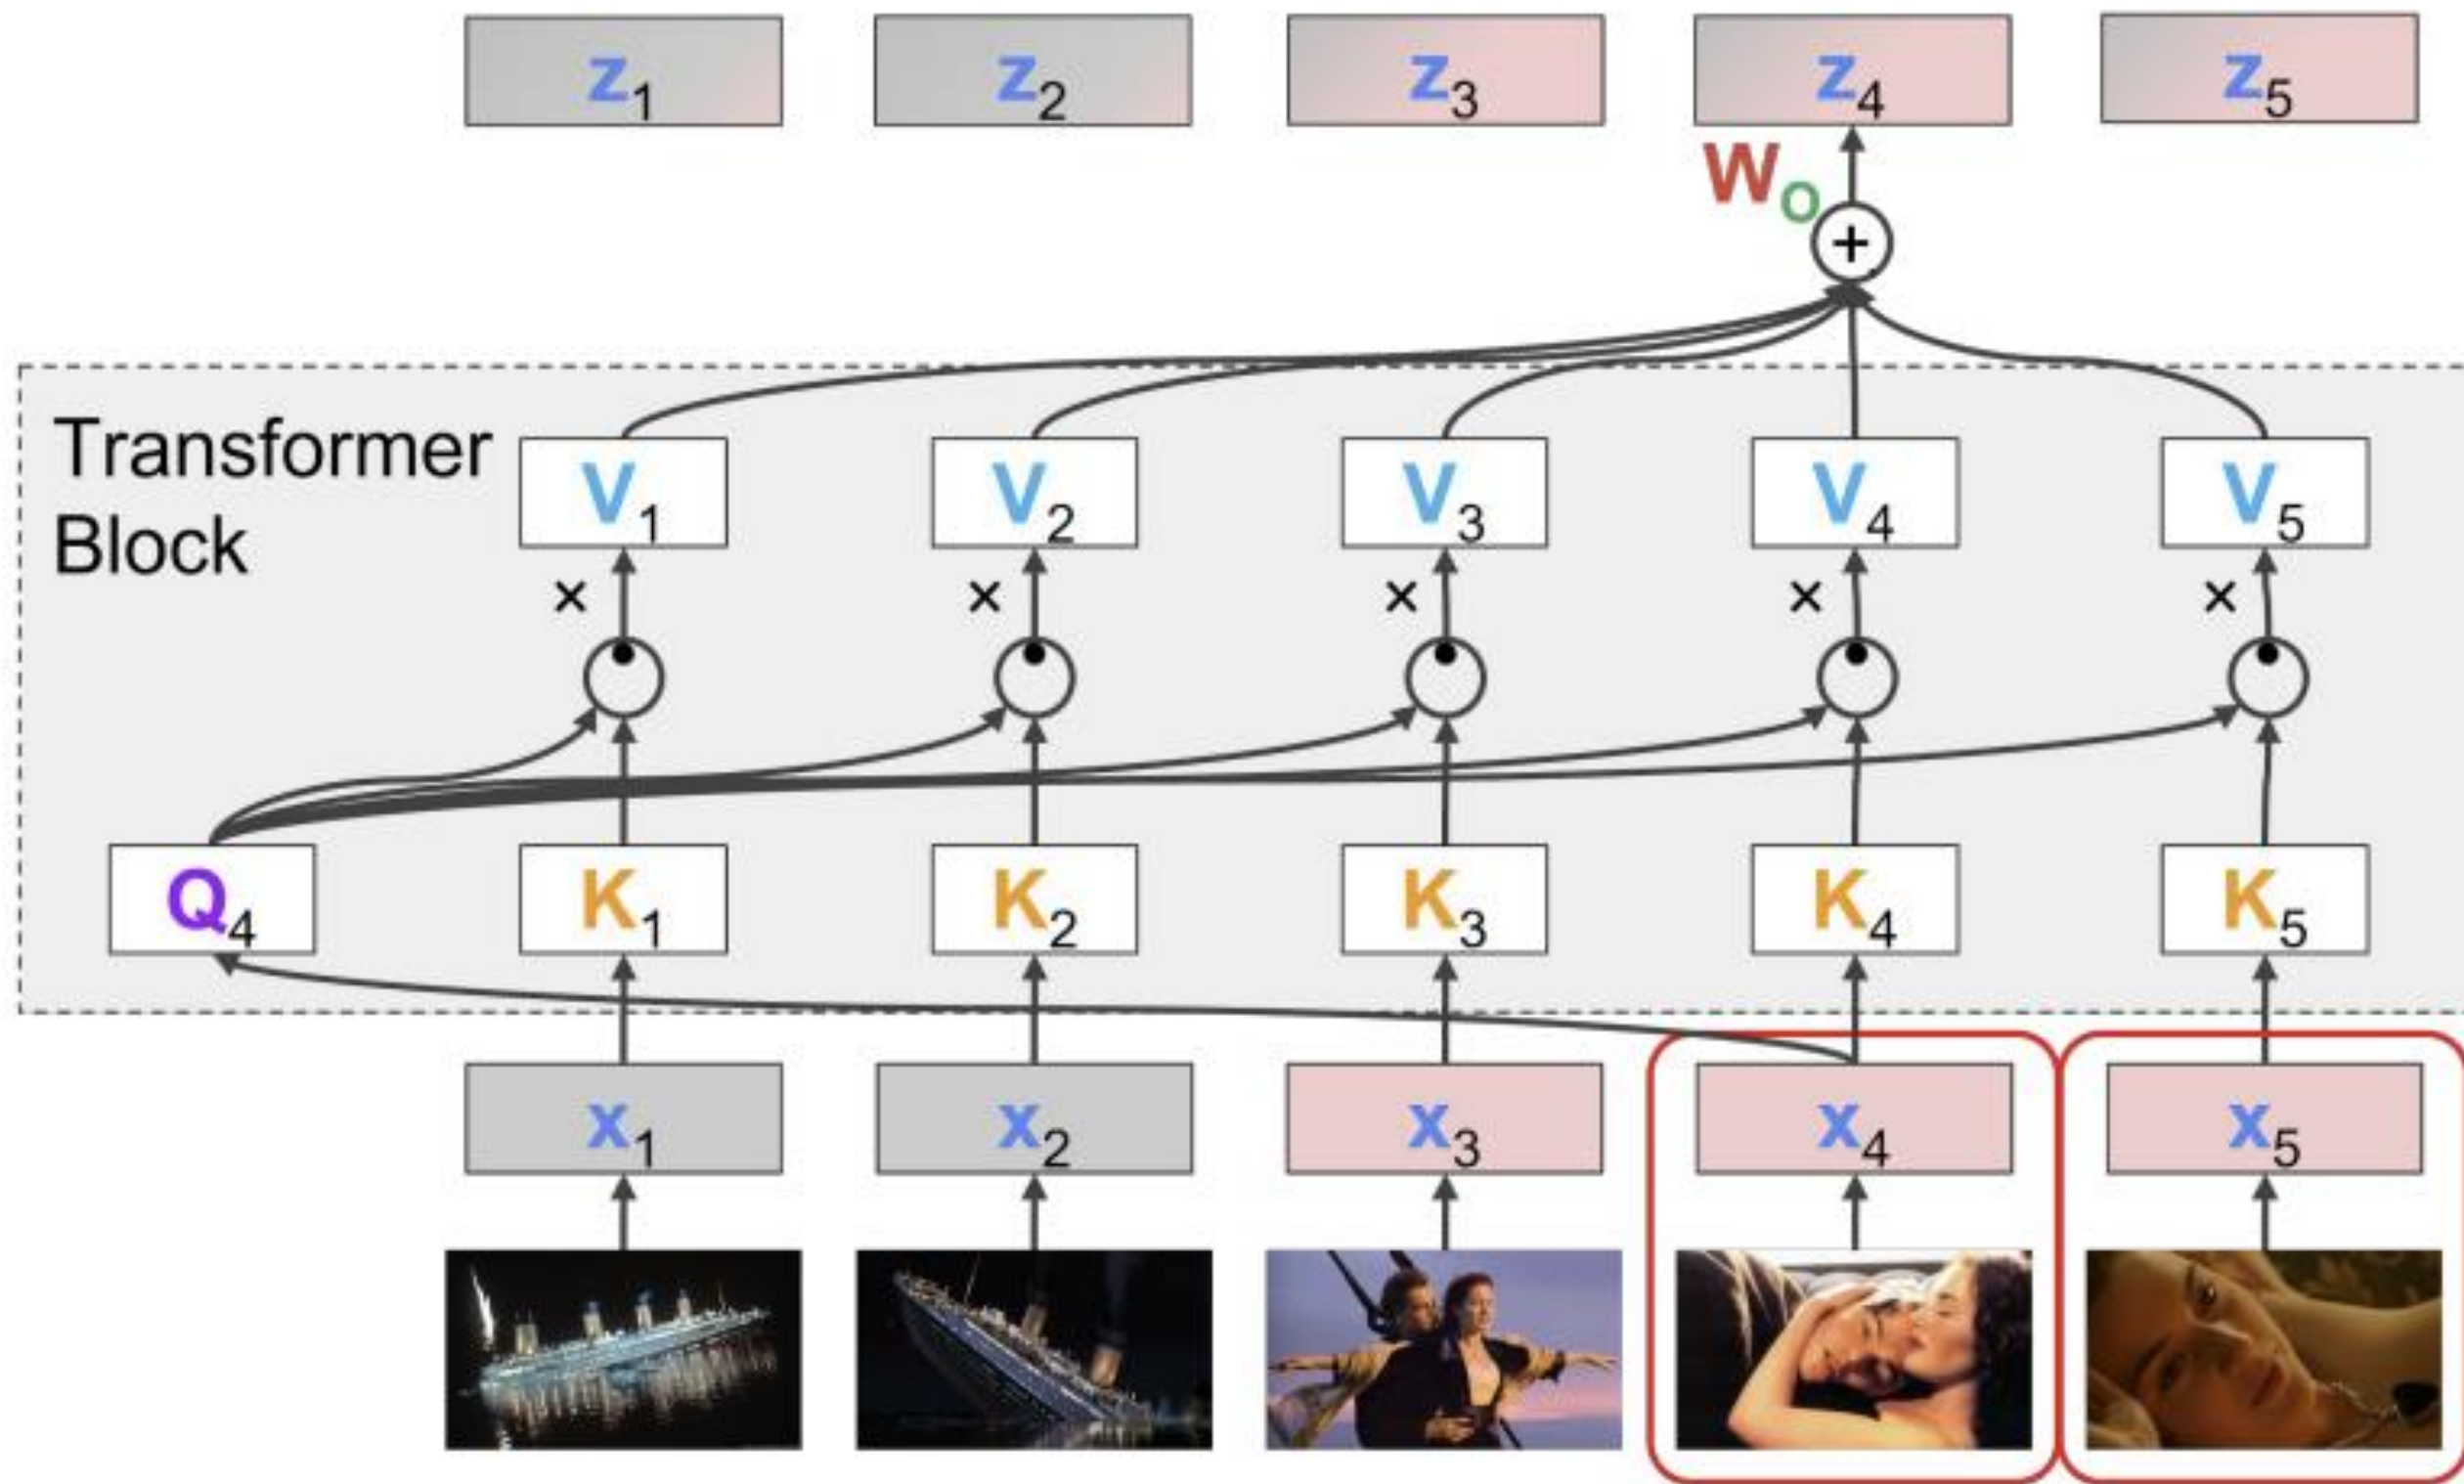 z1 z2 z3 z4 z5
WO
+
Transformer
Block
V1 V2 V3 V4 V5
× × × × ×
Q4 K1 K2 K3 K4 K5
x1 x2 x3 x4 x5